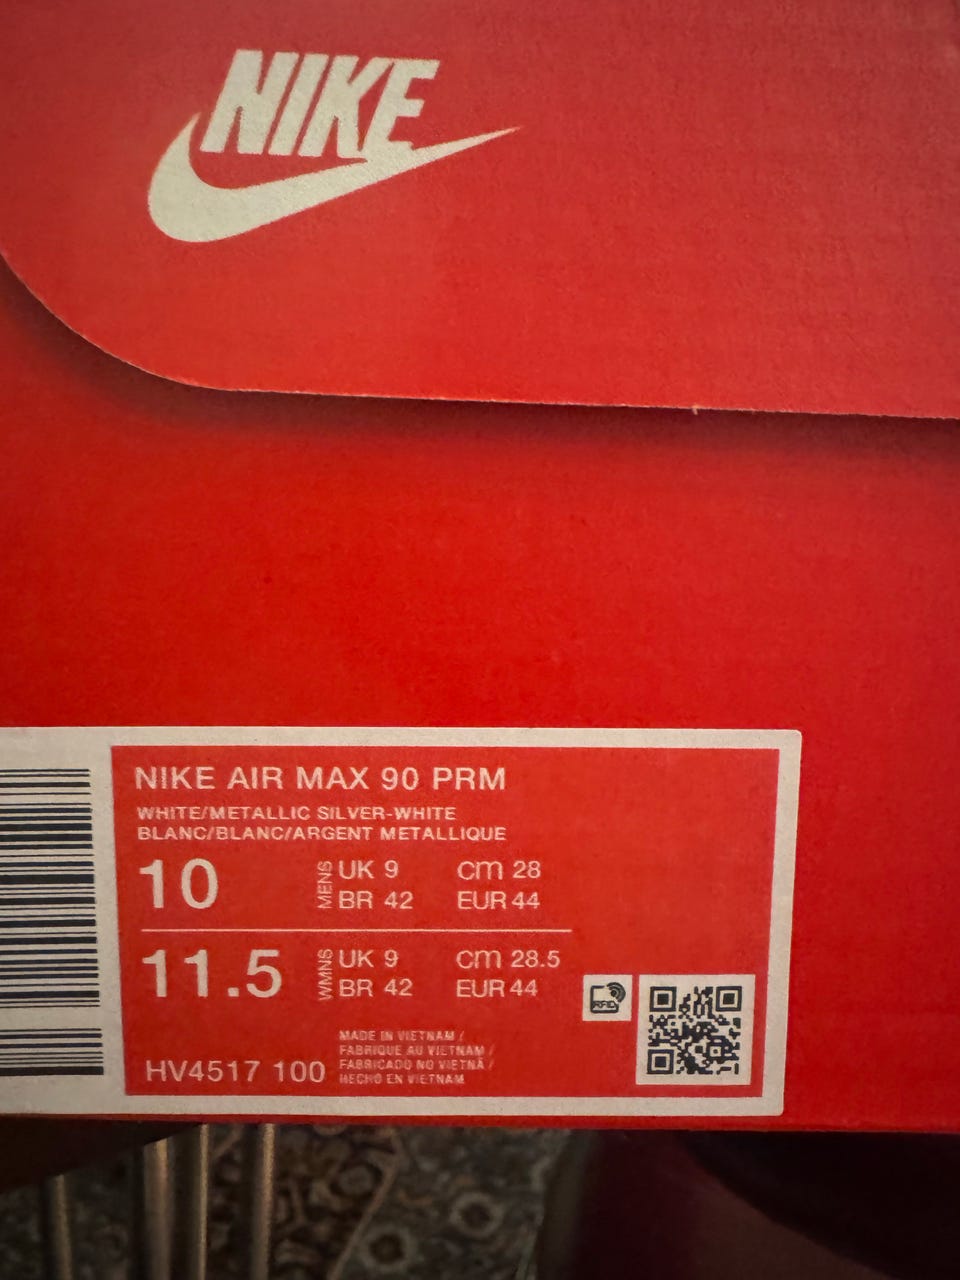 NIKE
NIKE AIR MAX 90 PRM
WHITE/METALLIC SILVER-WHITE
BLANC/BLANC/ARGENT METALLIQUE
10 MENS UK 9 cm 28
BR 42 EUR 44
11.5 WMNS UK 9 cm 28.5
BR 42 EUR 44
RFID
MADE IN VIETNAM /
FABRIQUE AU VIETNAM /
FABRICADO NO VIETNÃ /
HECHO EN VIETNAM
HV4517 100